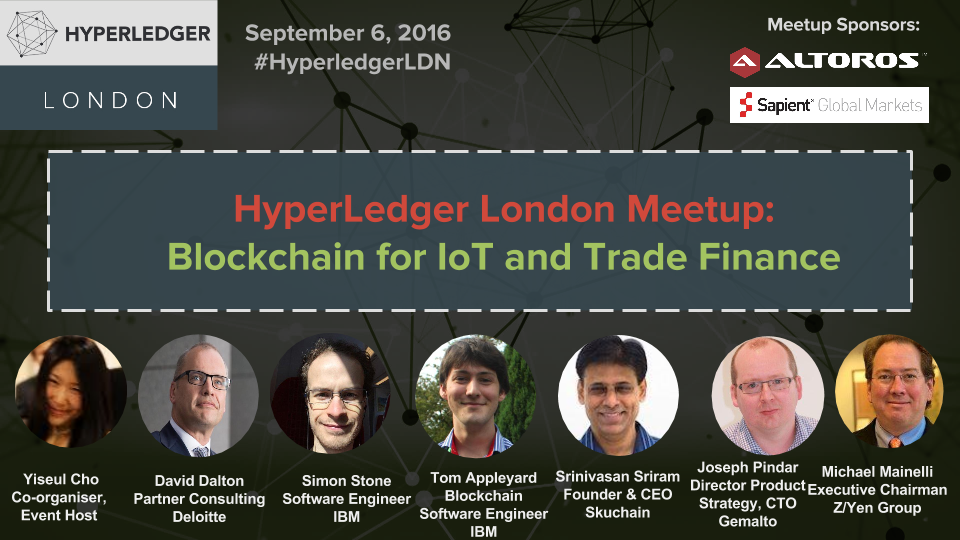 HYPERLEDGER
LONDON
September 6, 2016
#HyperledgerLDN
Meetup Sponsors:
ALTOROS™
Sapient™ Global Markets
HyperLedger London Meetup:
Blockchain for IoT and Trade Finance
Yiseul Cho
Co-organiser,
Event Host
David Dalton
Partner Consulting
Deloitte
Simon Stone
Software Engineer
IBM
Tom Appleyard
Blockchain
Software Engineer
IBM
Srinivasan Sriram
Founder & CEO
Skuchain
Joseph Pindar
Director Product
Strategy, CTO
Gemalto
Michael Mainelli
Executive Chairman
Z/Yen Group